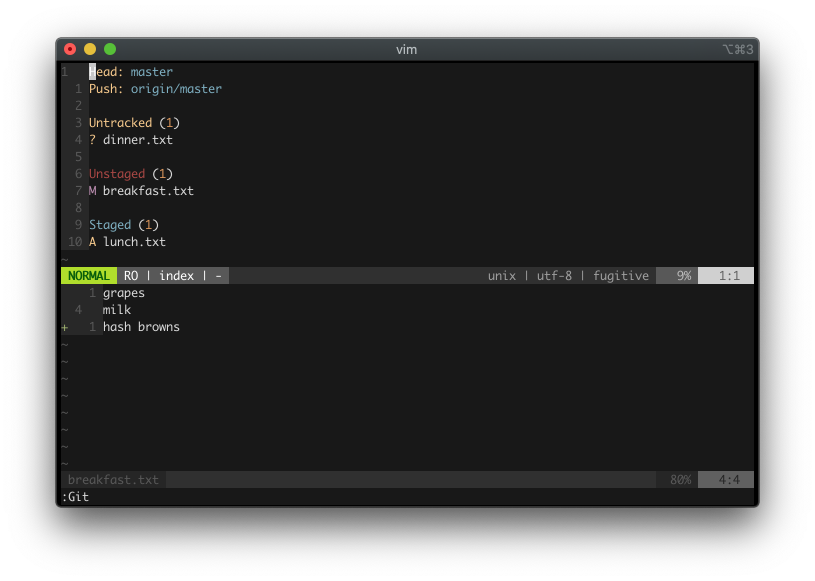 vim ⌥⌘3
1 Head: master
1 Push: origin/master
2
3 Untracked (1)
4 ? dinner.txt
5
6 Unstaged (1)
7 M breakfast.txt
8
9 Staged (1)
10 A lunch.txt
~
NORMAL RO | index | - unix | utf-8 | fugitive 9% 1:1
1 grapes
4 milk
+ 1 hash browns
~
~
~
~
~
~
~
~
breakfast.txt 80% 4:4
:Git